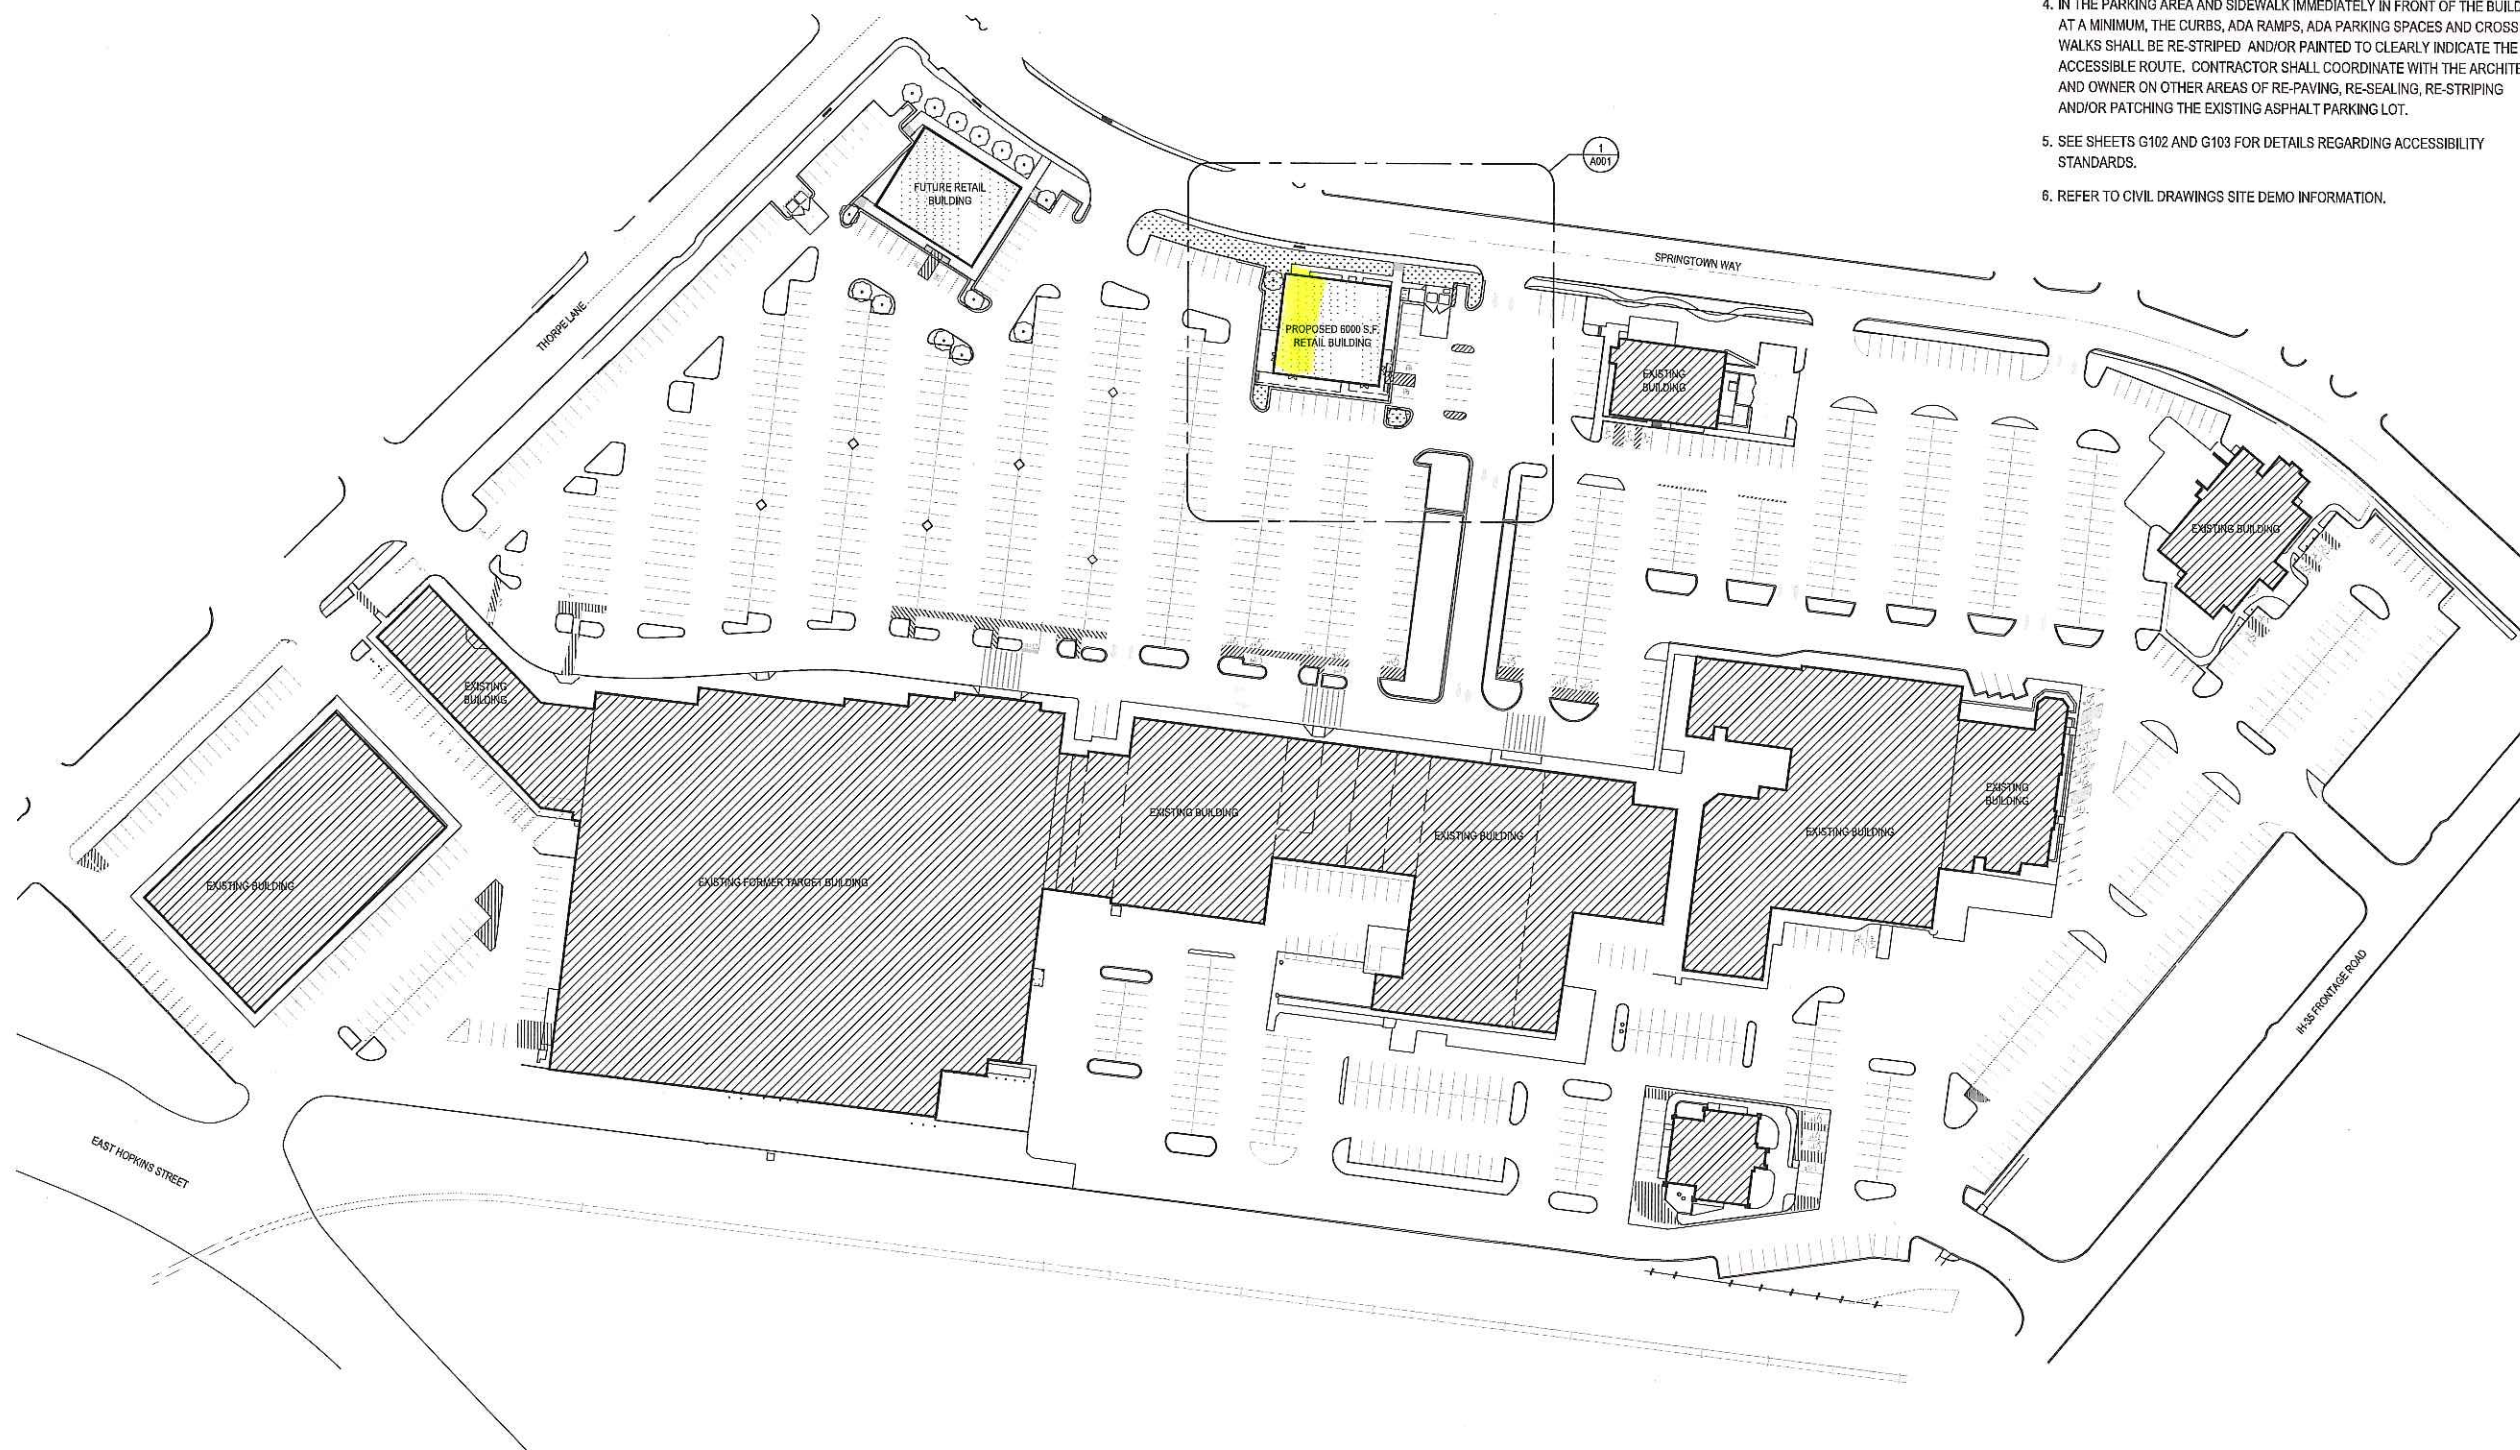 4. IN THE PARKING AREA AND SIDEWALK IMMEDIATELY IN FRONT OF THE BUILD
AT A MINIMUM, THE CURBS, ADA RAMPS, ADA PARKING SPACES AND CROSS
WALKS SHALL BE RE-STRIPED AND/OR PAINTED TO CLEARLY INDICATE THE
ACCESSIBLE ROUTE. CONTRACTOR SHALL COORDINATE WITH THE ARCHITE
AND OWNER ON OTHER AREAS OF RE-PAVING, RE-SEALING, RE-STRIPING
AND/OR PATCHING THE EXISTING ASPHALT PARKING LOT.
5. SEE SHEETS G102 AND G103 FOR DETAILS REGARDING ACCESSIBILITY
STANDARDS.
6. REFER TO CIVIL DRAWINGS SITE DEMO INFORMATION.
1
A001
FUTURE RETAIL
BUILDING
SPRINGTOWN WAY
THORPE LANE
PROPOSED 6000 S.F.
RETAIL BUILDING
EXISTING
BUILDING
EXISTING BUILDING
EXISTING
BUILDING
EXISTING BUILDING
EXISTING FORMER TARGET BUILDING
EXISTING BUILDING
EXISTING BUILDING
EXISTING BUILDING
EXISTING
BUILDING
IH-35 FRONTAGE ROAD
EAST HOPKINS STREET